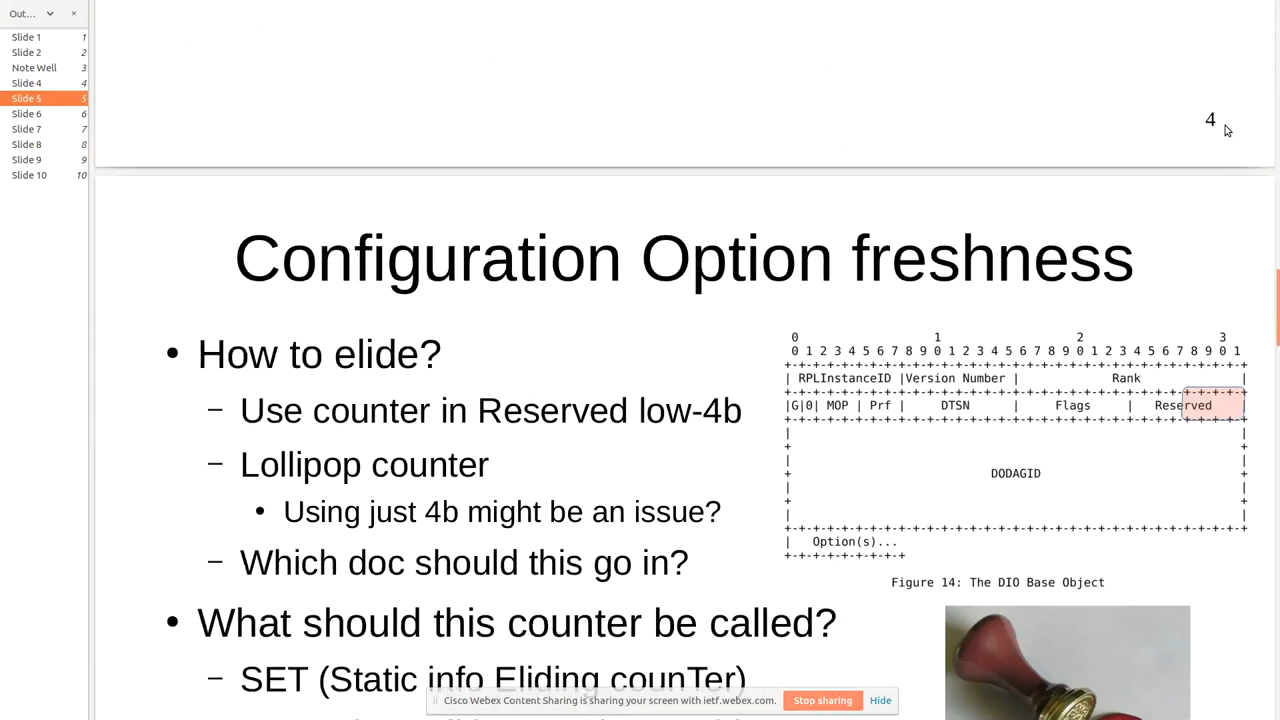 Out...
Slide 1 1
Slide 2 2
Note Well 3
Slide 4 4
Slide 5 5
Slide 6 6
Slide 7 7
Slide 8 8
Slide 9 9
Slide 10 10
4
Configuration Option freshness
• How to elide?
– Use counter in Reserved low-4b
– Lollipop counter
• Using just 4b might be an issue?
– Which doc should this go in?
• What should this counter be called?
– SET (Static info Eliding counTer)
0 1 2 3
0 1 2 3 4 5 6 7 8 9 0 1 2 3 4 5 6 7 8 9 0 1 2 3 4 5 6 7 8 9 0 1
+-+-+-+-+-+-+-+-+-+-+-+-+-+-+-+-+-+-+-+-+-+-+-+-+-+-+-+-+-+-+-+-+
| RPLInstanceID |Version Number | Rank |
+-+-+-+-+-+-+-+-+-+-+-+-+-+-+-+-+-+-+-+-+-+-+-+-+-+-+-+-+-+-+-+-+
|G|0| MOP | Prf | DTSN | Flags | Reserved |
+-+-+-+-+-+-+-+-+-+-+-+-+-+-+-+-+-+-+-+-+-+-+-+-+-+-+-+-+-+-+-+-+
| |
+ +
| |
+ DODAGID +
| |
+ +
| |
+-+-+-+-+-+-+-+-+-+-+-+-+-+-+-+-+-+-+-+-+-+-+-+-+-+-+-+-+-+-+-+-+
| Option(s)...
+-+-+-+-+-+-+-+-+
Figure 14: The DIO Base Object
Cisco Webex Content Sharing is sharing your screen with ietf.webex.com. Stop sharing Hide